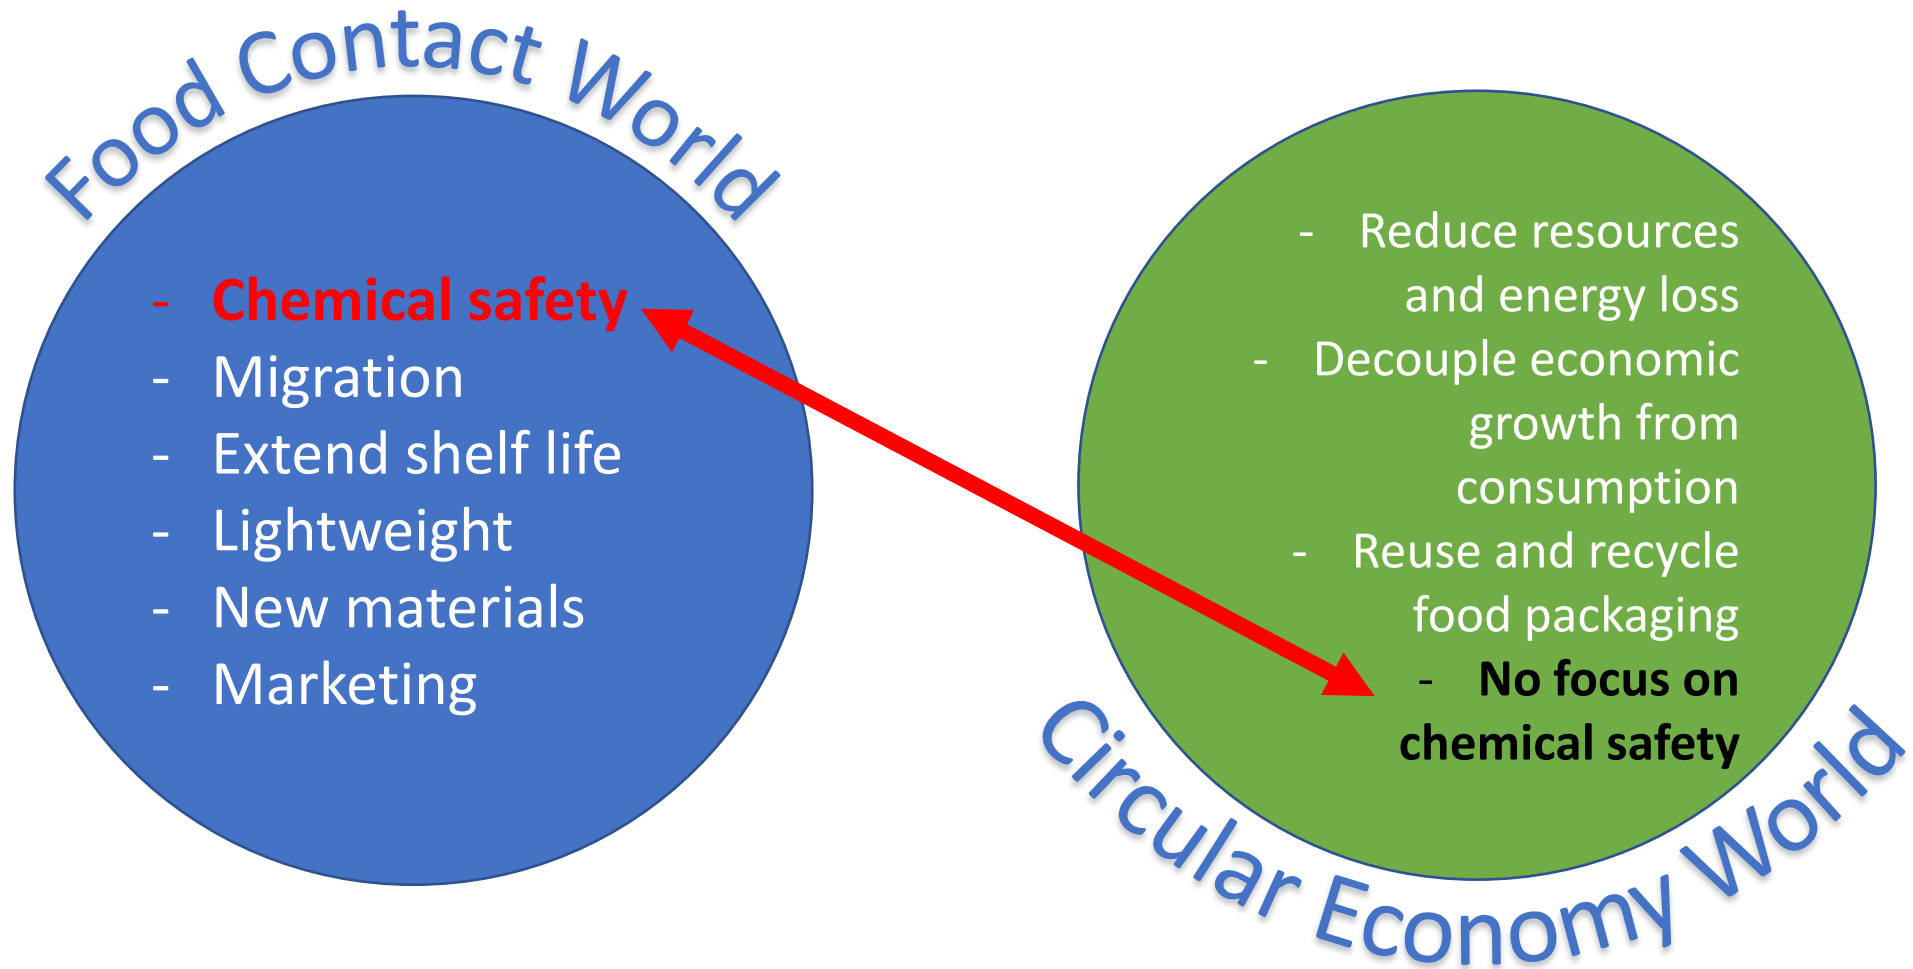 Food Contact World
- Chemical safety
- Migration
- Extend shelf life
- Lightweight
- New materials
- Marketing
- Reduce resources
and energy loss
- Decouple economic
growth from
consumption
- Reuse and recycle
food packaging
- No focus on
chemical safety
Circular Economy World